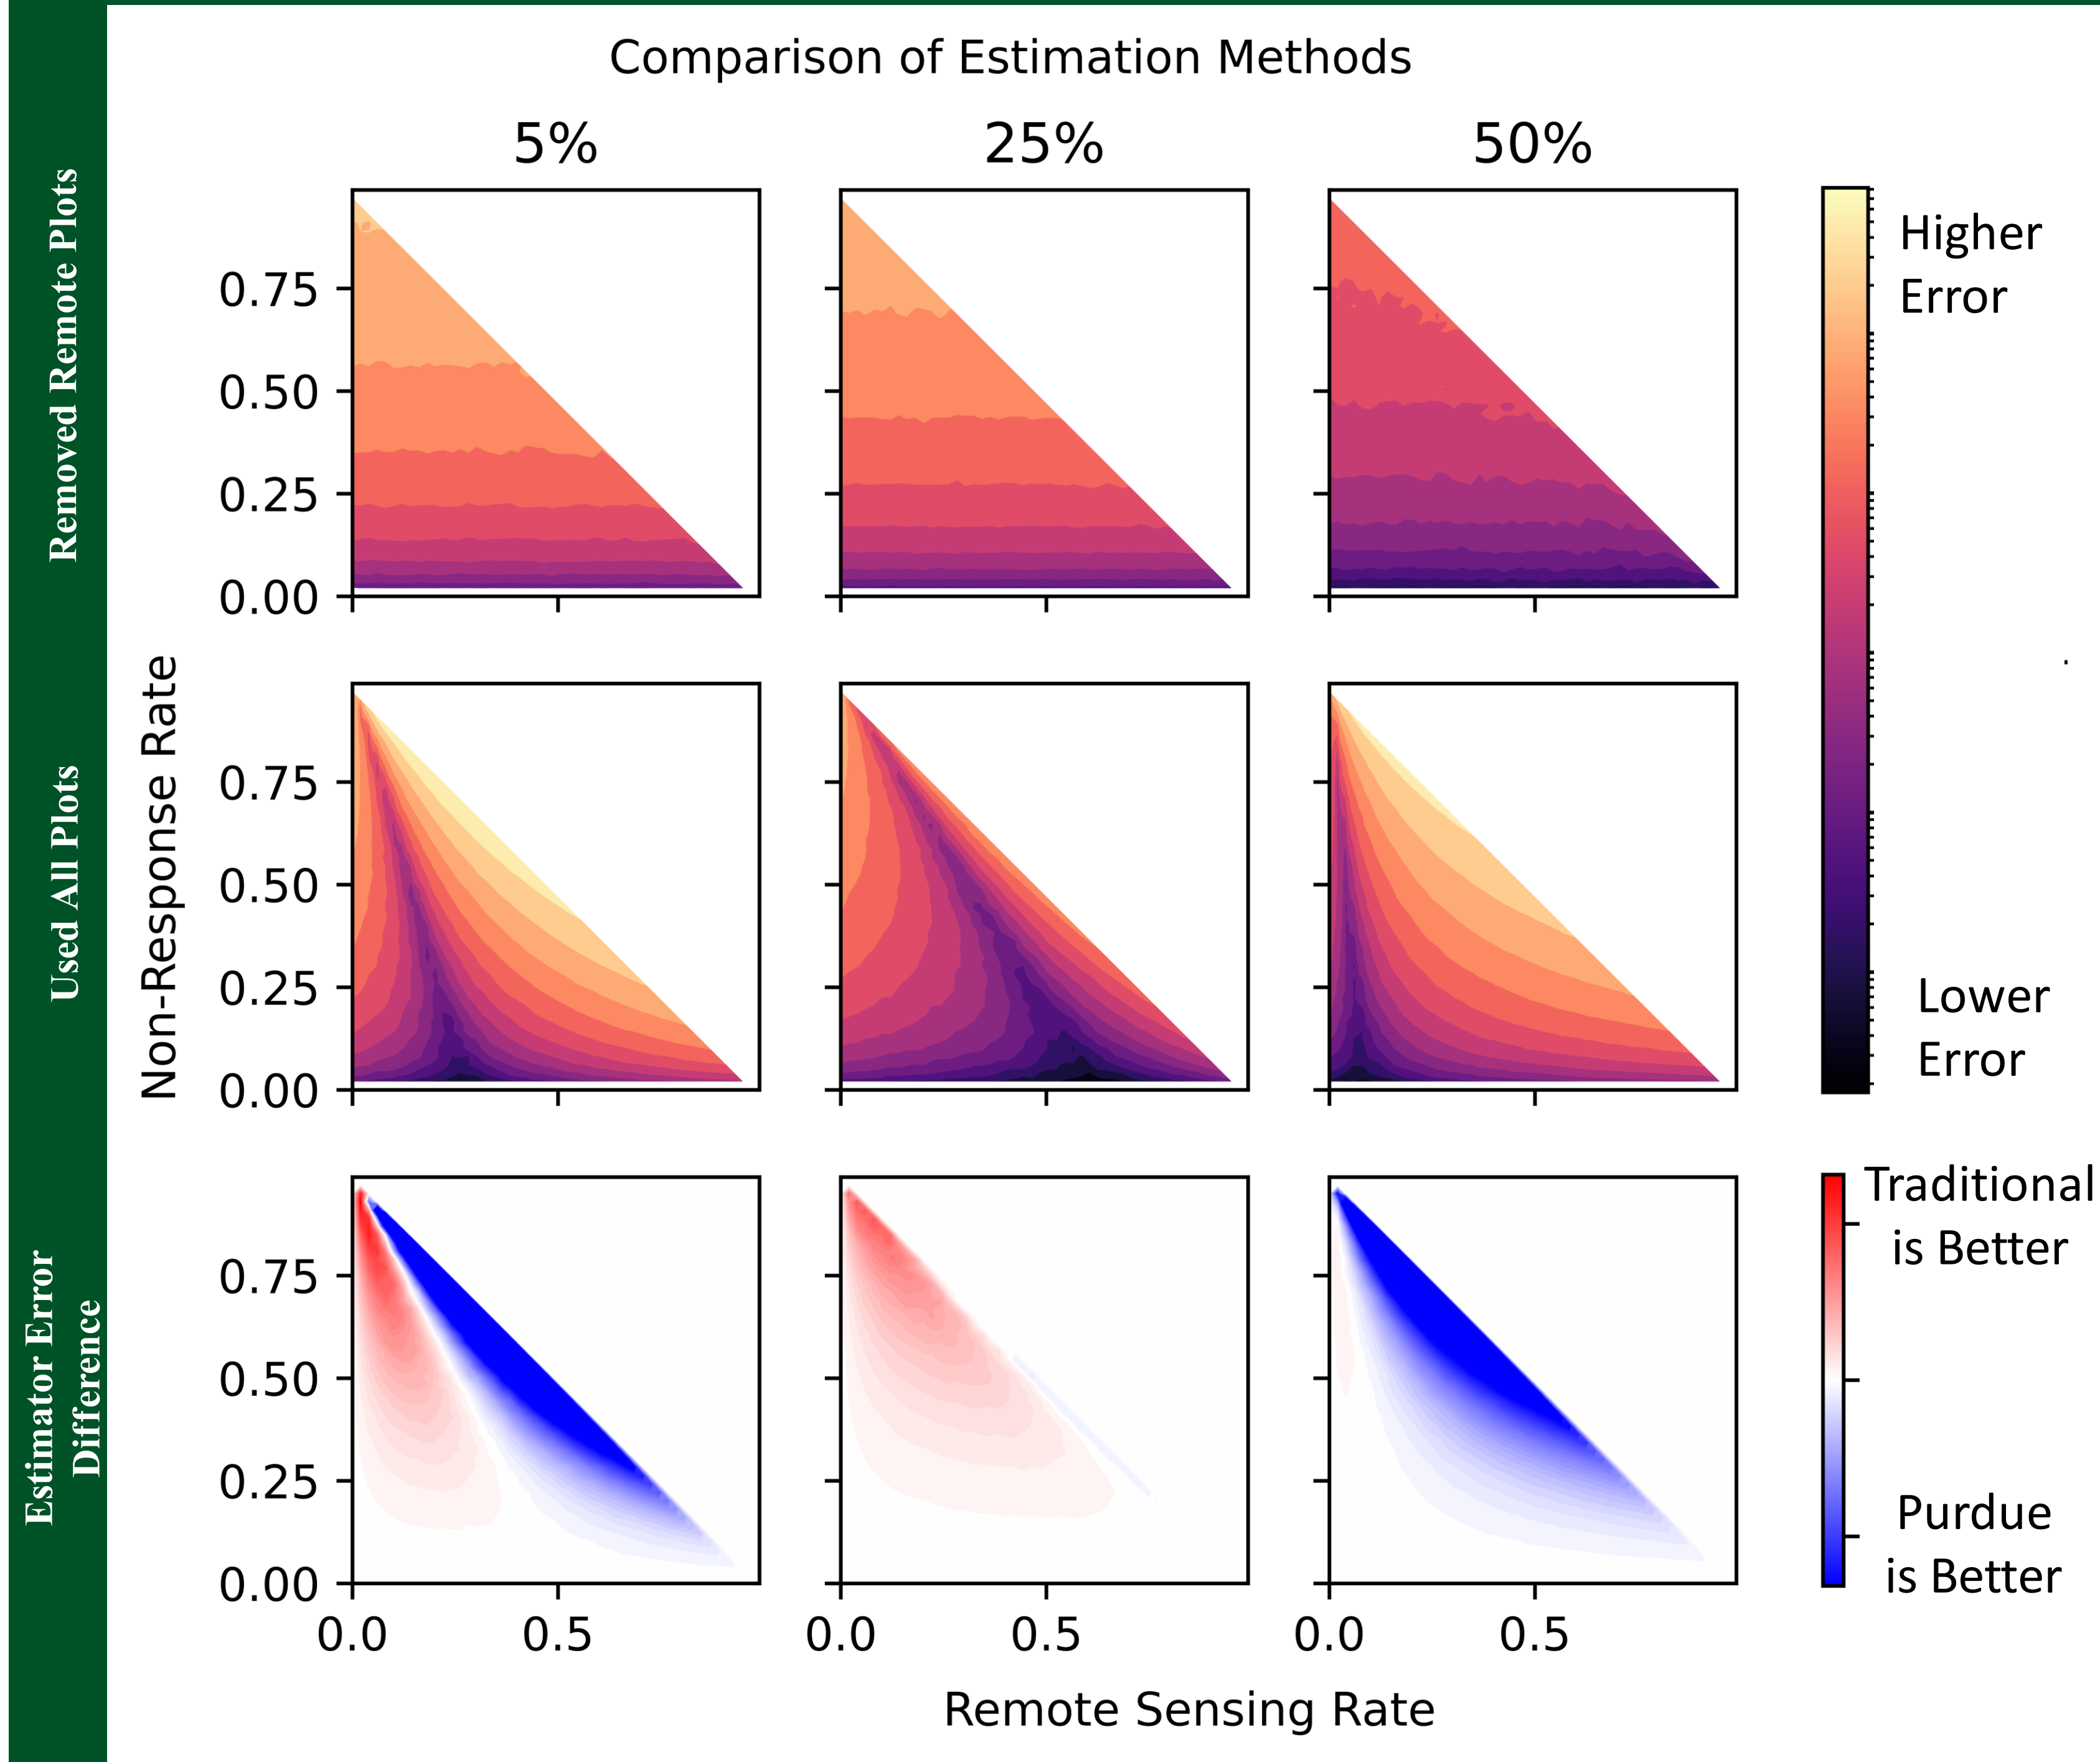 Comparison of Estimation Methods
5% 25% 50%
Removed Remote Plots
0.75
0.50
0.25
0.00
Higher
Error
Non-Response Rate
Used All Plots
0.75
0.50
0.25
0.00
Lower
Error
Estimator Error
Difference
0.75
0.50
0.25
0.00
Traditional
is Better
Purdue
is Better
0.0 0.5 0.0 0.5 0.0 0.5
Remote Sensing Rate